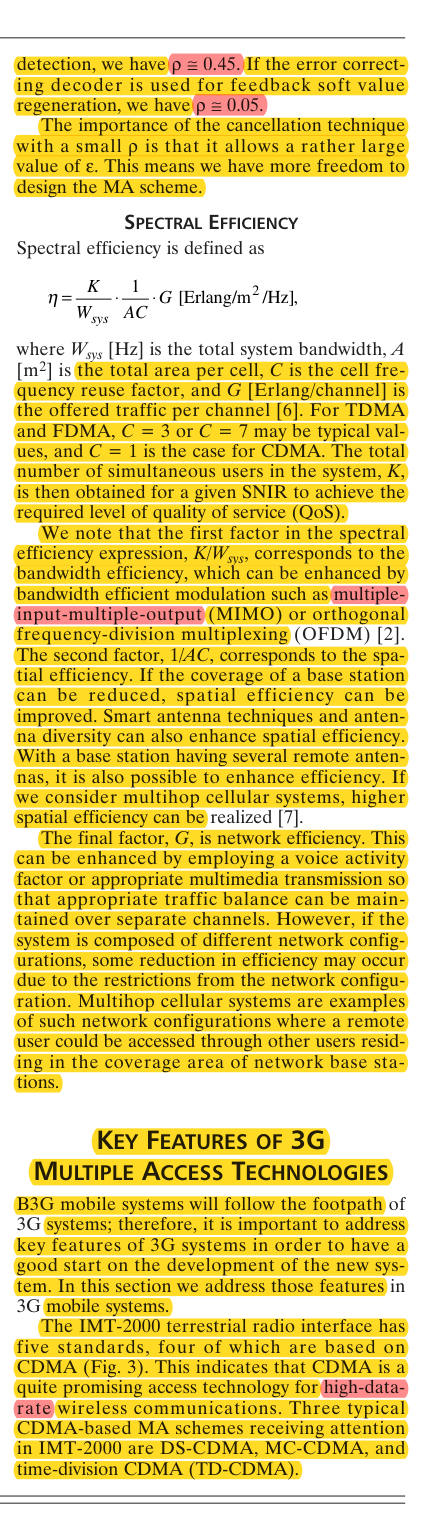 detection, we have ρ ≅ 0.45. If the error correct-
ing decoder is used for feedback soft value
regeneration, we have ρ ≅ 0.05.
The importance of the cancellation technique
with a small ρ is that it allows a rather large
value of ε. This means we have more freedom to
design the MA scheme.
SPECTRAL EFFICIENCY
Spectral efficiency is defined as
η = K/W_sys · 1/AC · G [Erlang/m²/Hz],
where W_sys [Hz] is the total system bandwidth, A
[m²] is the total area per cell, C is the cell fre-
quency reuse factor, and G [Erlang/channel] is
the offered traffic per channel [6]. For TDMA
and FDMA, C = 3 or C = 7 may be typical val-
ues, and C = 1 is the case for CDMA. The total
number of simultaneous users in the system, K,
is then obtained for a given SNIR to achieve the
required level of quality of service (QoS).
We note that the first factor in the spectral
efficiency expression, K/W_sys, corresponds to the
bandwidth efficiency, which can be enhanced by
bandwidth efficient modulation such as multiple-
input-multiple-output (MIMO) or orthogonal
frequency-division multiplexing (OFDM) [2].
The second factor, 1/AC, corresponds to the spa-
tial efficiency. If the coverage of a base station
can be reduced, spatial efficiency can be
improved. Smart antenna techniques and anten-
na diversity can also enhance spatial efficiency.
With a base station having several remote anten-
nas, it is also possible to enhance efficiency. If
we consider multihop cellular systems, higher
spatial efficiency can be realized [7].
The final factor, G, is network efficiency. This
can be enhanced by employing a voice activity
factor or appropriate multimedia transmission so
that appropriate traffic balance can be main-
tained over separate channels. However, if the
system is composed of different network config-
urations, some reduction in efficiency may occur
due to the restrictions from the network configu-
ration. Multihop cellular systems are examples
of such network configurations where a remote
user could be accessed through other users resid-
ing in the coverage area of network base sta-
tions.
KEY FEATURES OF 3G
MULTIPLE ACCESS TECHNOLOGIES
B3G mobile systems will follow the footpath of
3G systems; therefore, it is important to address
key features of 3G systems in order to have a
good start on the development of the new sys-
tem. In this section we address those features in
3G mobile systems.
The IMT-2000 terrestrial radio interface has
five standards, four of which are based on
CDMA (Fig. 3). This indicates that CDMA is a
quite promising access technology for high-data-
rate wireless communications. Three typical
CDMA-based MA schemes receiving attention
in IMT-2000 are DS-CDMA, MC-CDMA, and
time-division CDMA (TD-CDMA).